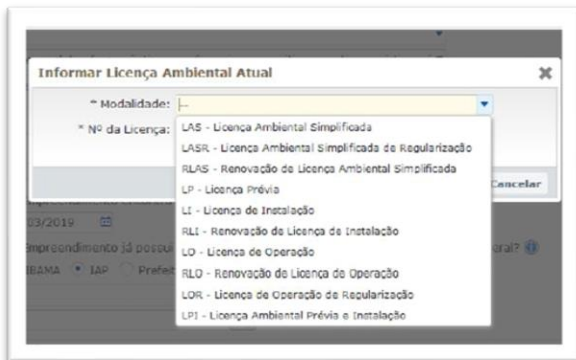 Informar Licença Ambiental Atual
* Modalidade: --
* Nº da Licença:
LAS - Licença Ambiental Simplificada
LASR - Licença Ambiental Simplificada de Regularização
RLAS - Renovação de Licença Ambiental Simplificada
LP - Licença Prévia
Cancelar
LI - Licença de Instalação
03/2019
RLI - Renovação de Licença de Instalação
mpreendimento já possui
eral?
LO - Licença de Operação
IBAMA IAP Prefeit
RLO - Renovação de Licença de Operação
LOR - Licença de Operação de Regularização
LPI - Licença Ambiental Prévia e Instalação